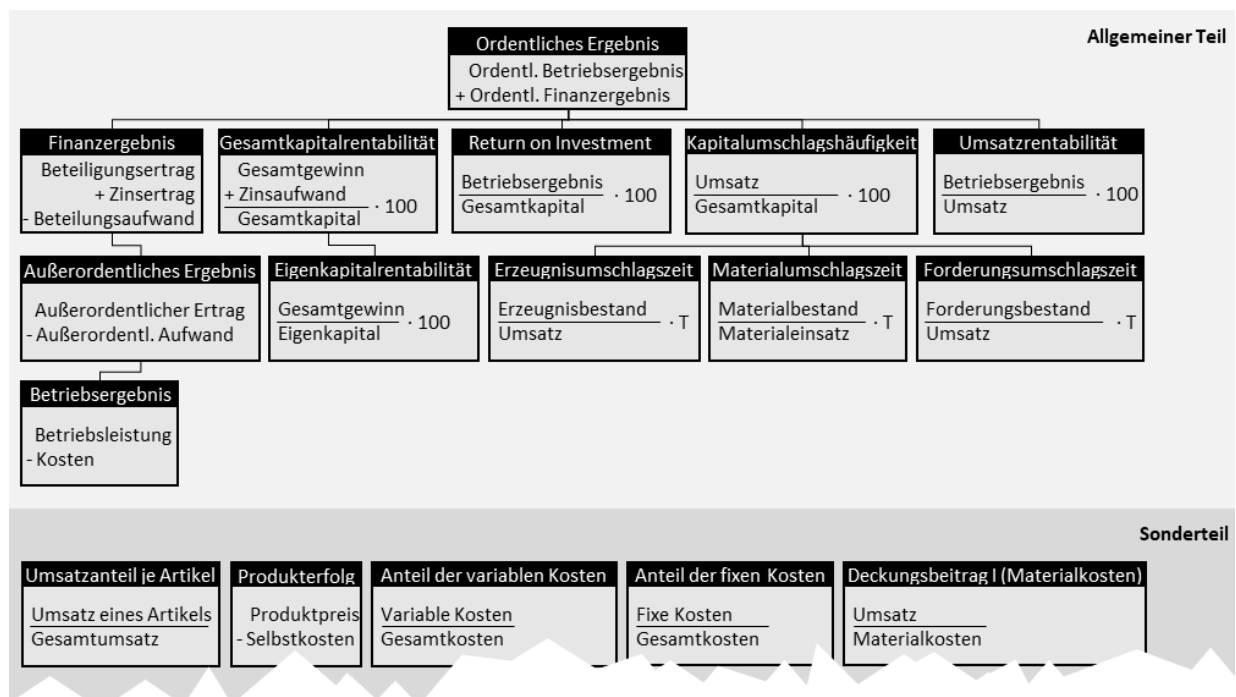 Allgemeiner Teil
Ordentliches Ergebnis
Ordentl. Betriebsergebnis
+ Ordentl. Finanzergebnis
Finanzergebnis
Beteiligungsertrag
+ Zinsertrag
- Beteilungsaufwand
Gesamtkapitalrentabilität
Gesamtgewinn
+ Zinsaufwand
Gesamtkapital
· 100
Return on Investment
Betriebsergebnis
Gesamtkapital
· 100
Kapitalumschlagshäufigkeit
Umsatz
Gesamtkapital
· 100
Umsatzrentabilität
Betriebsergebnis
Umsatz
· 100
Außerordentliches Ergebnis
Außerordentlicher Ertrag
- Außerordentl. Aufwand
Eigenkapitalrentabilität
Gesamtgewinn
Eigenkapital
· 100
Erzeugnisumschlagszeit
Erzeugnisbestand
Umsatz
· T
Materialumschlagszeit
Materialbestand
Materialeinsatz
· T
Forderungsumschlagszeit
Forderungsbestand
Umsatz
· T
Betriebsergebnis
Betriebsleistung
- Kosten
Sonderteil
Umsatzanteil je Artikel
Umsatz eines Artikels
Gesamtumsatz
Produkterfolg
Produktpreis
- Selbstkosten
Anteil der variablen Kosten
Variable Kosten
Gesamtkosten
Anteil der fixen Kosten
Fixe Kosten
Gesamtkosten
Deckungsbeitrag I (Materialkosten)
Umsatz
Materialkosten